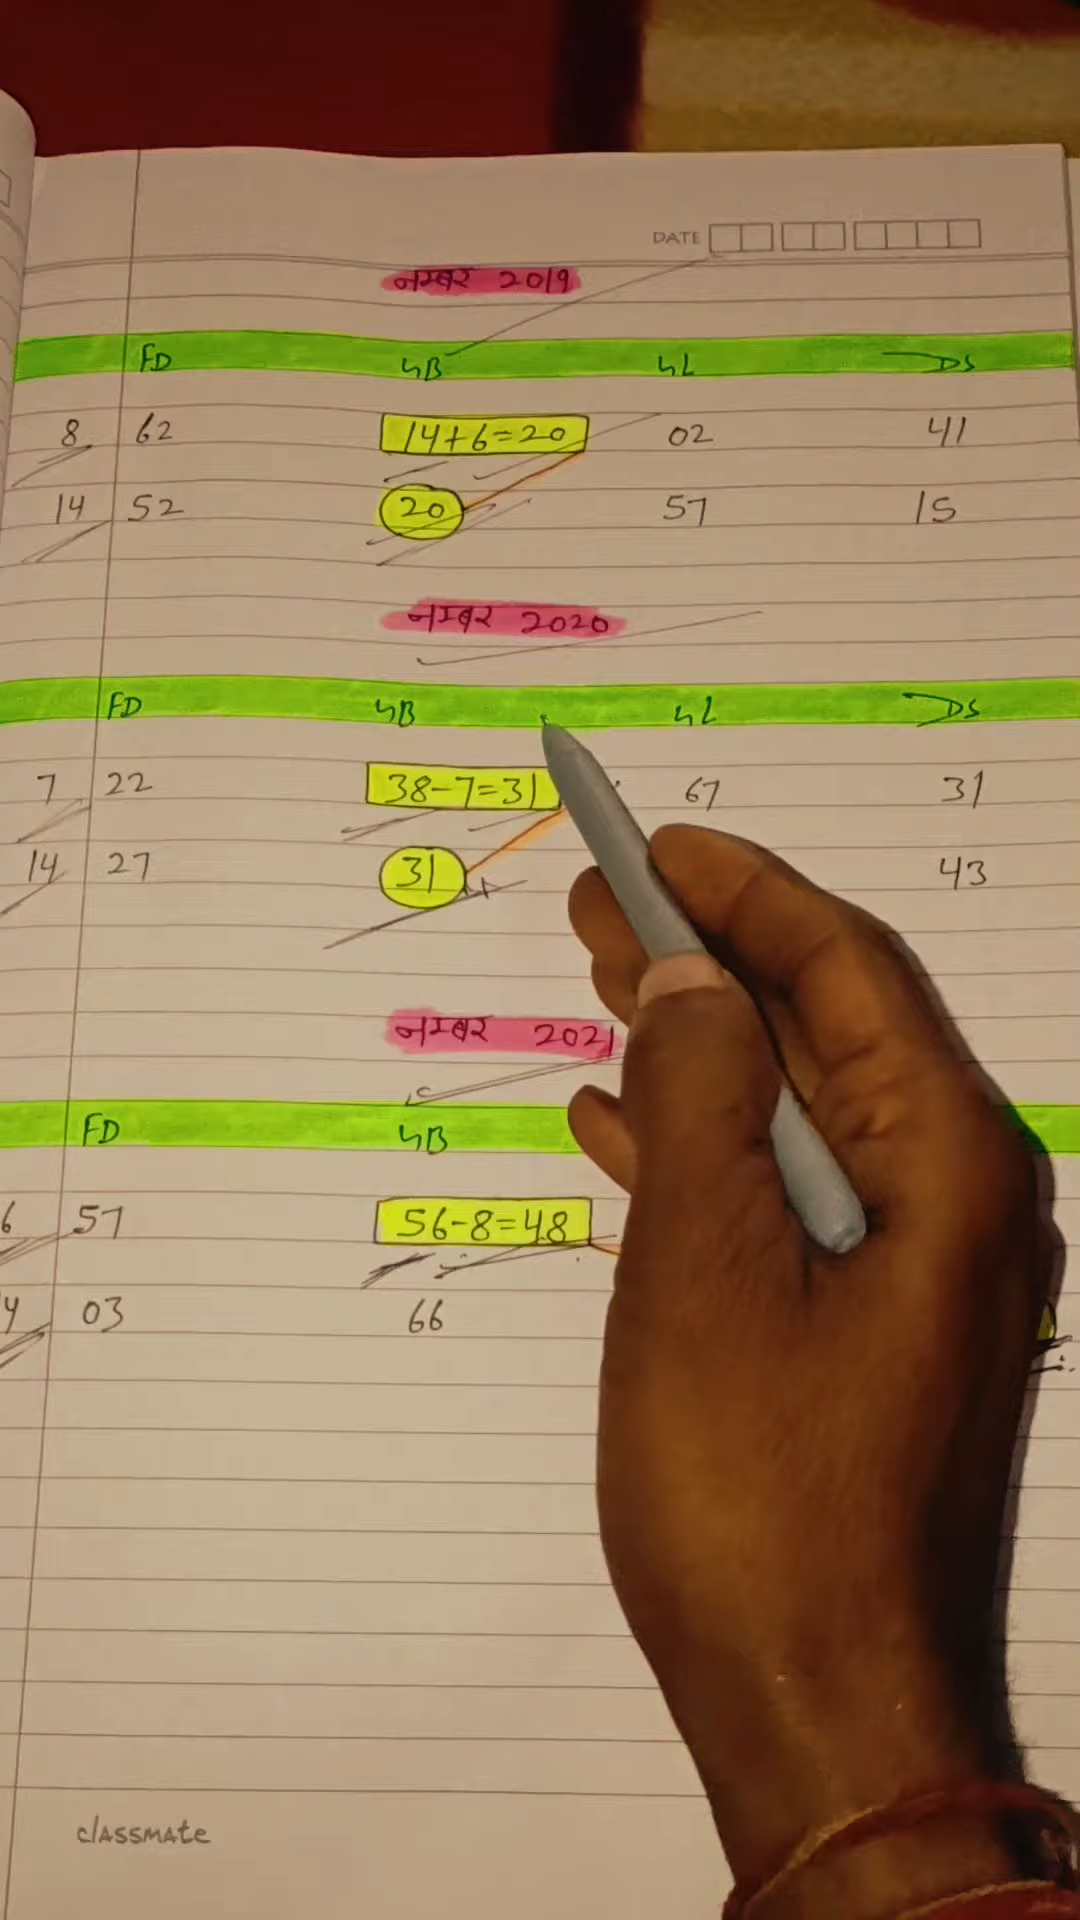 DATE
नवम्बर 2019
FD GB GL DS
8 62 14+6=20 02 41
14 52 20 57 15
नवम्बर 2020
FD GB GL DS
7 22 38-7=31 67 31
14 27 31 43
नवम्बर 2021
FD GB
6 57 56-8=48
03 66
classmate